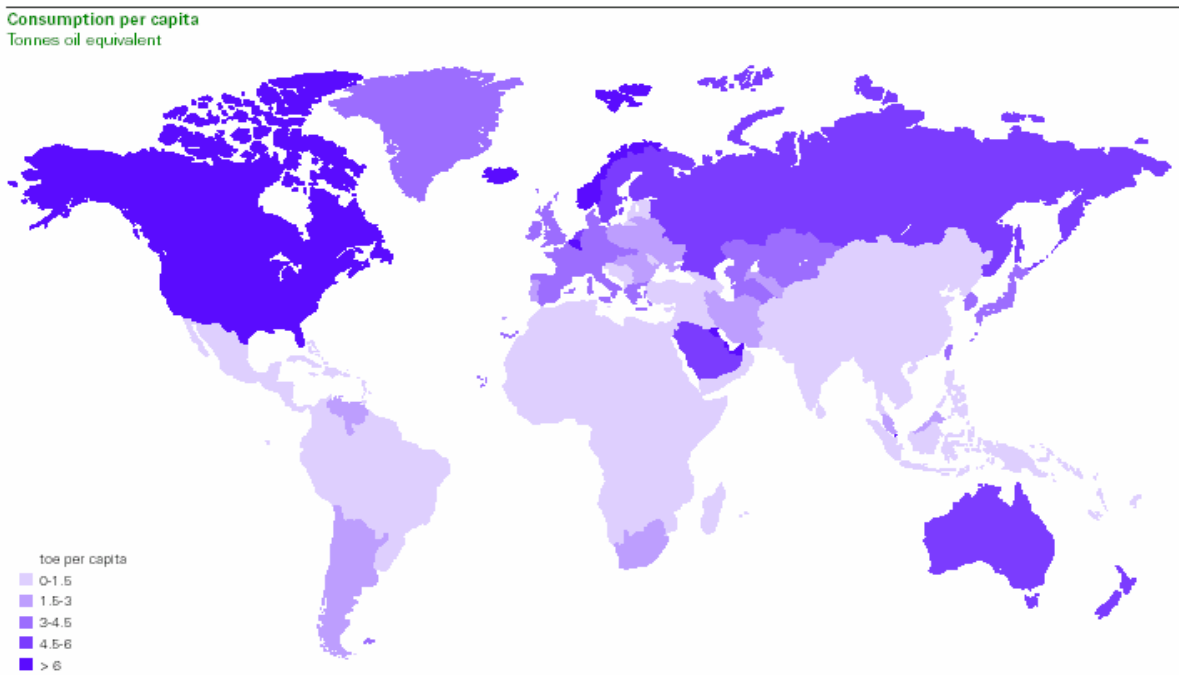 Consumption per capita
Tonnes oil equivalent
toe per capita
0-1.5
1.5-3
3-4.5
4.5-6
> 6